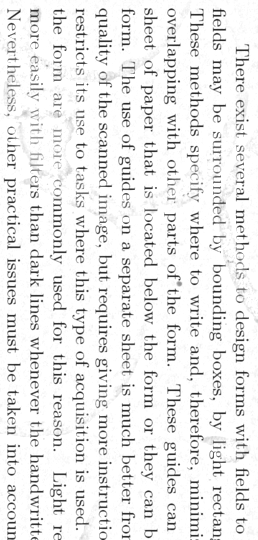 There exist several methods to design forms with fields to
fields may be surrounded by bounding boxes, by light rectang
These methods specify where to write and, therefore, minimi
overlapping with other parts of the form. These guides can
sheet of paper that is located below the form or they can b
form. The use of guides on a separate sheet is much better fron
quality of the scanned image, but requires giving more instructio
restricts its use to tasks where this type of acquisition is used.
the form are more commonly used for this reason. Light re
more easily with filters than dark lines whenever the handwritte
Nevertheless, other practical issues must be taken into accoun